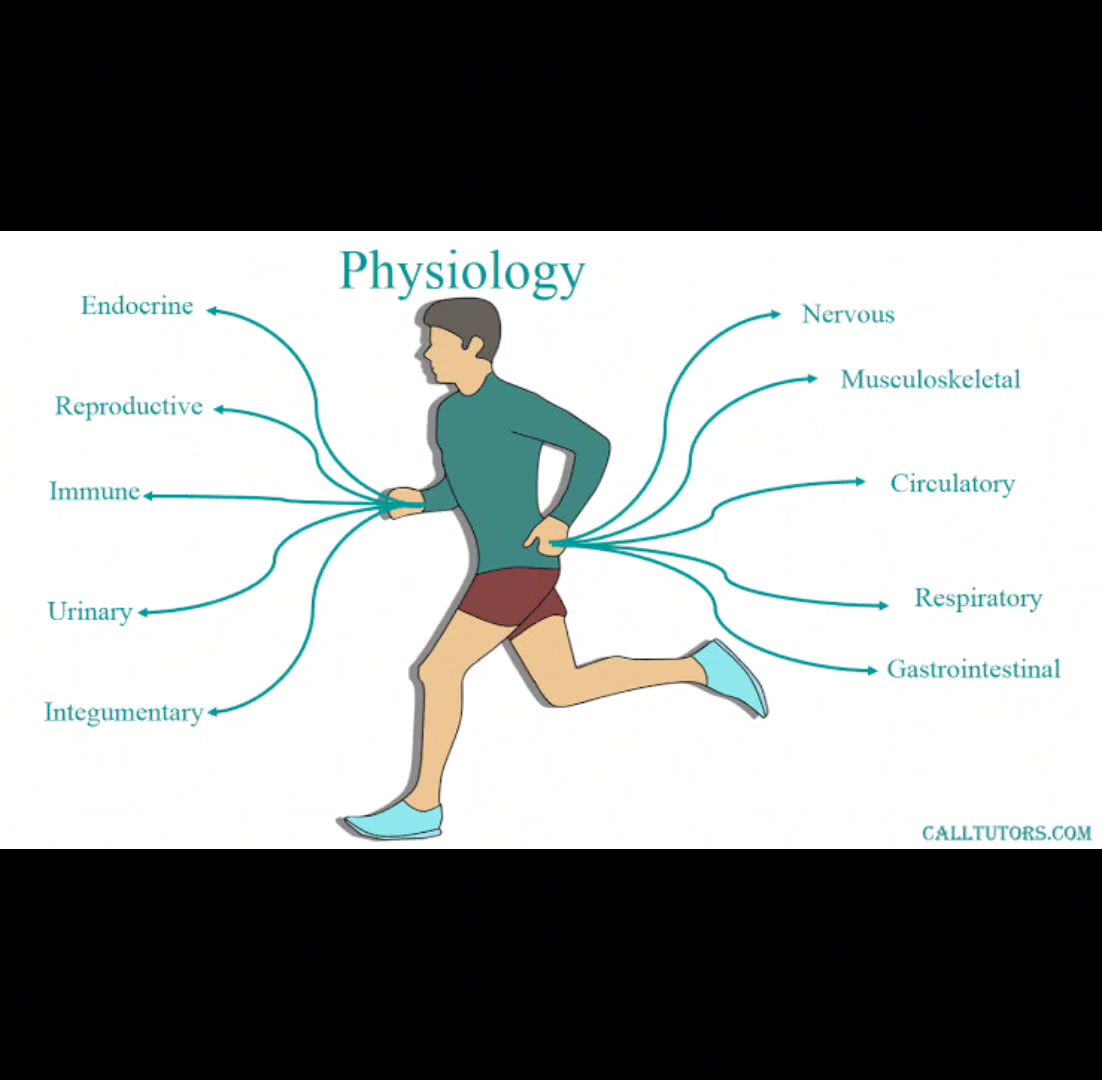 Physiology
Endocrine
Reproductive
Immune
Urinary
Integumentary
Nervous
Musculoskeletal
Circulatory
Respiratory
Gastrointestinal
CALLTUTORS.COM